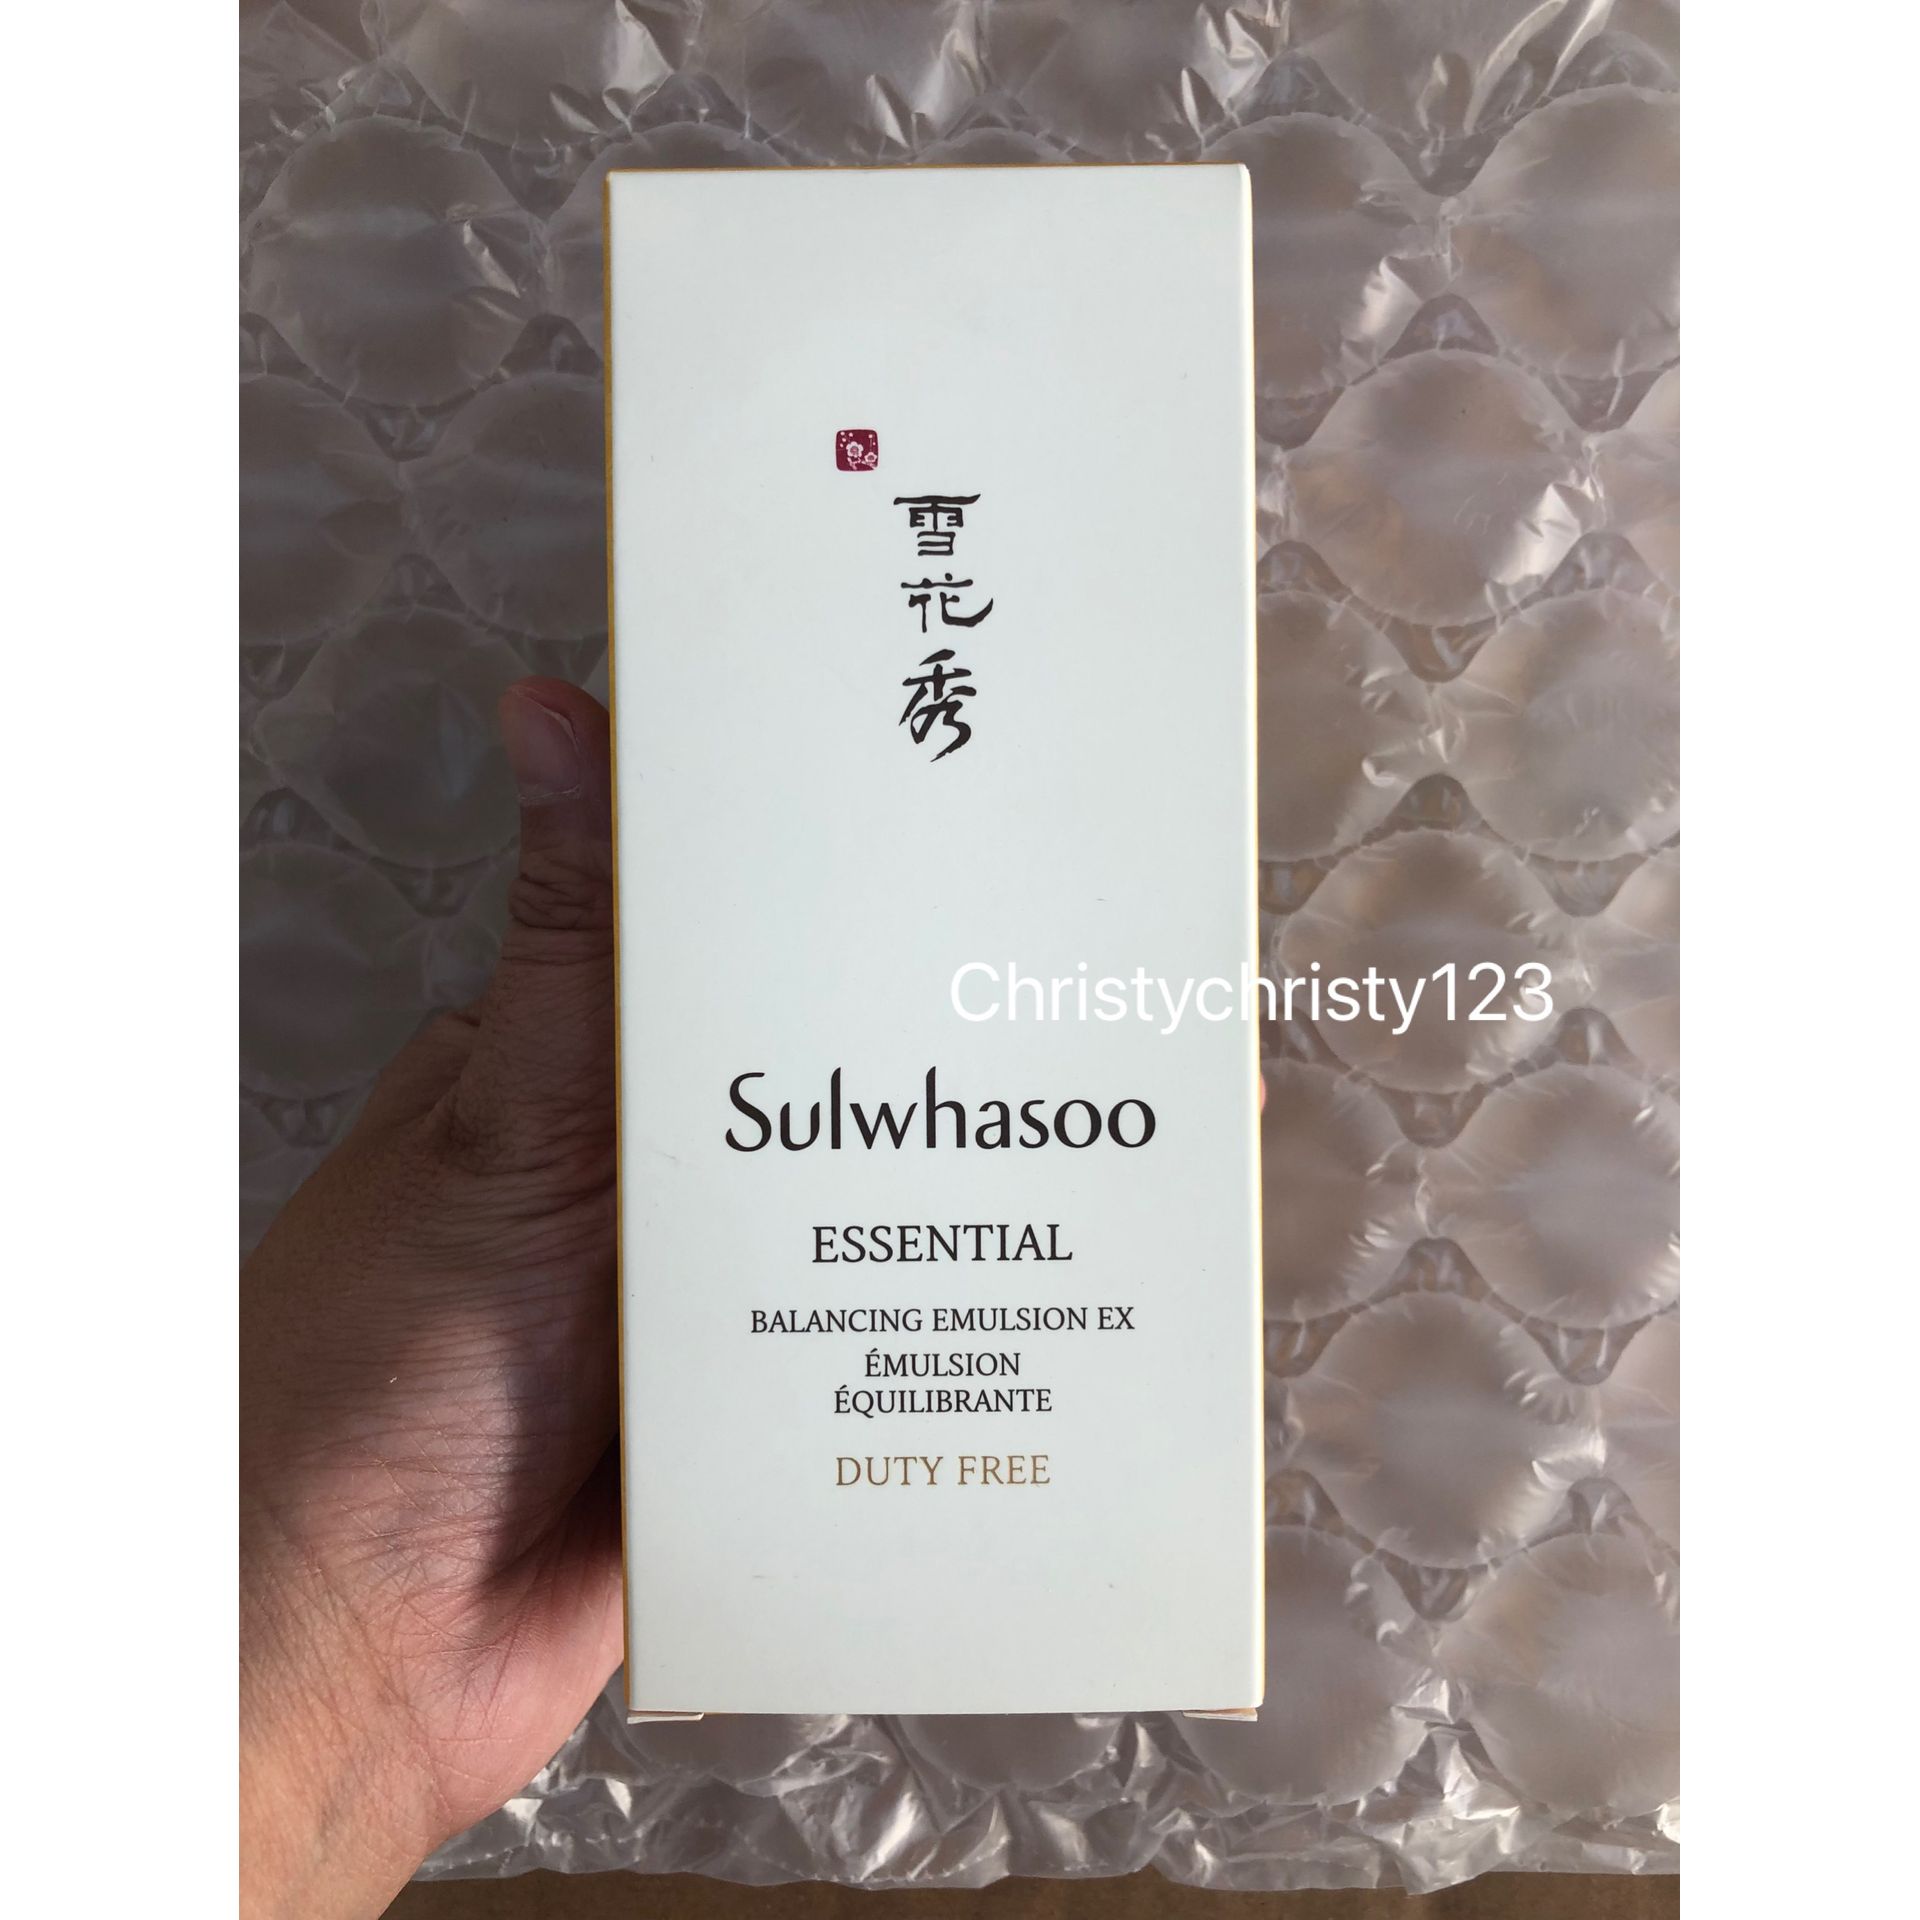 雪花秀
Christychristy123
Sulwhasoo
ESSENTIAL
BALANCING EMULSION EX
ÉMULSION
ÉQUILIBRANTE
DUTY FREE